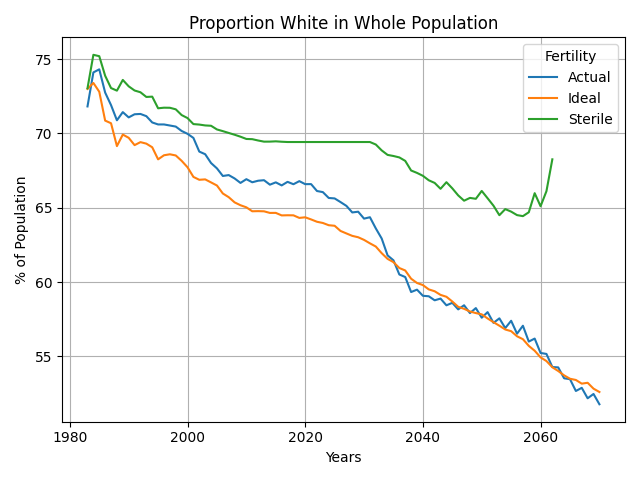 Proportion White in Whole Population
Fertility
Actual
Ideal
Sterile
% of Population
75
70
65
60
55
1980
2000
2020
2040
2060
Years